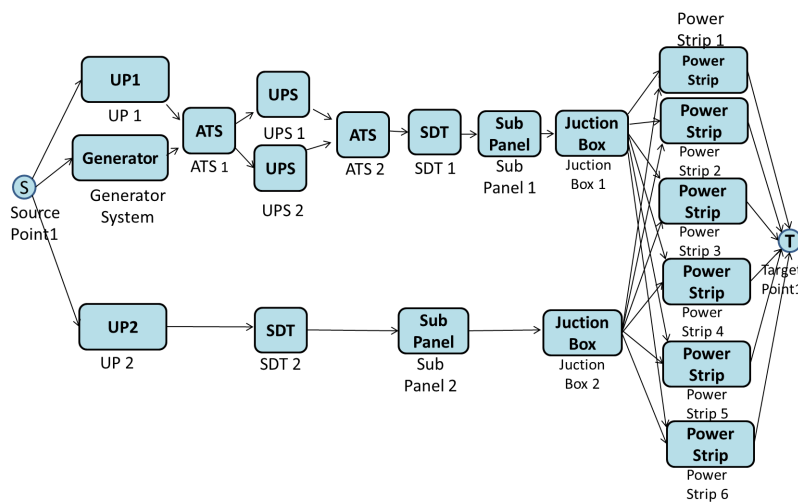 Power
Strip 1
Power
Strip
UP1
UP 1
UPS
UPS 1
ATS
ATS 1
Generator
Generator
System
UPS
UPS 2
ATS
ATS 2
SDT
SDT 1
Sub
Panel
Sub
Panel 1
Juction
Box
Juction
Box 1
Power
Strip
Power
Strip 2
Power
Strip
Power
Strip 3
S
Source
Point1
T
Target
Point1
Power
Strip
Power
Strip 4
UP2
UP 2
SDT
SDT 2
Sub
Panel
Sub
Panel 2
Juction
Box
Juction
Box 2
Power
Strip
Power
Strip 5
Power
Strip
Power
Strip 6